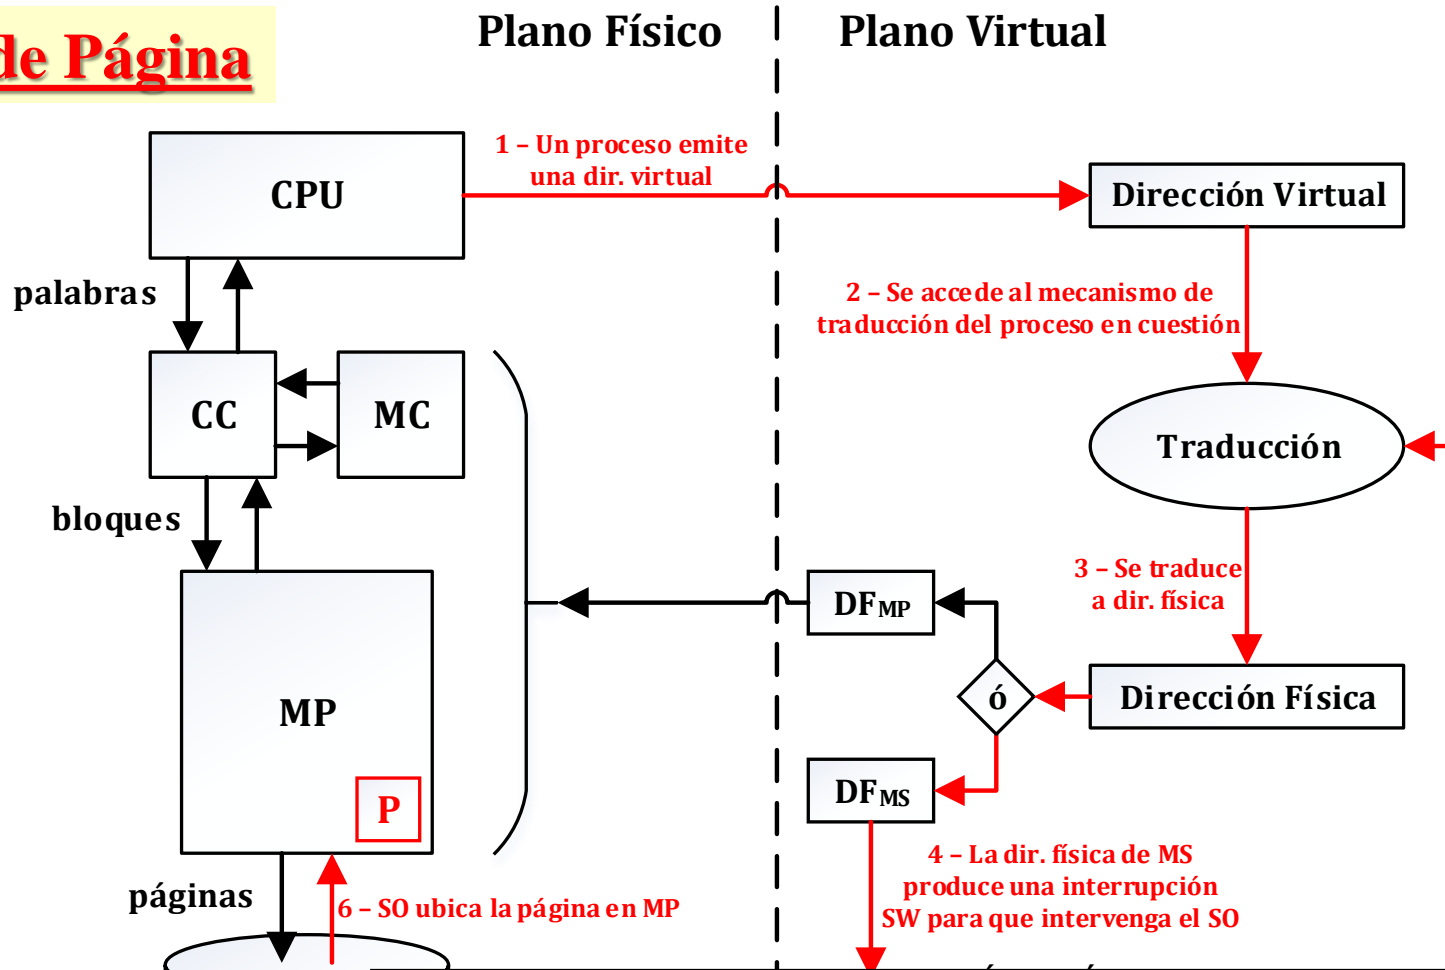 de Página
Plano Físico
Plano Virtual
1 – Un proceso emite
una dir. virtual
CPU
Dirección Virtual
palabras
2 – Se accede al mecanismo de
traducción del proceso en cuestión
CC
MC
Traducción
bloques
3 – Se traduce
a dir. física
DFMP
MP
ó
Dirección Física
DFMS
P
4 – La dir. física de MS
produce una interrupción
SW para que intervenga el SO
páginas
6 – SO ubica la página en MP